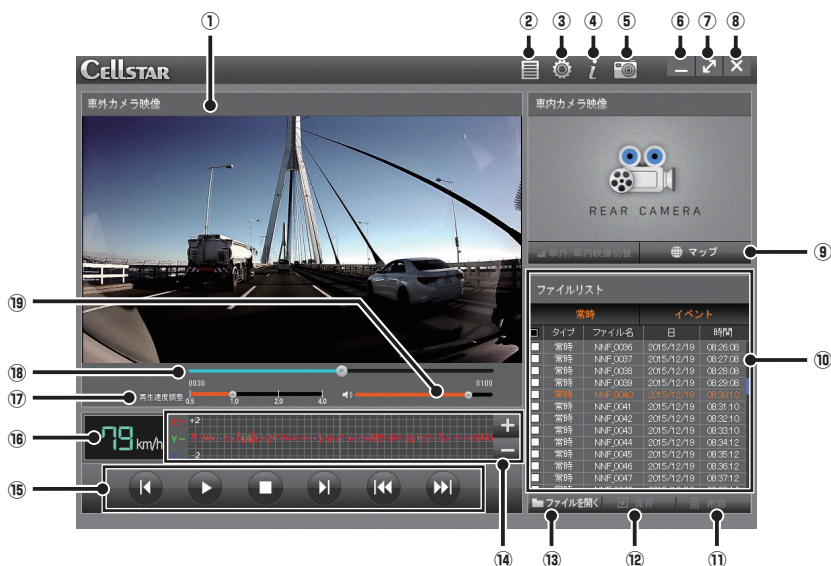 ① ② ③ ④ ⑤ ⑥ ⑦ ⑧
CELLSTAR
車外カメラ映像
車内カメラ映像
REAR CAMERA
車外/車内映像切替
マップ
⑨
ファイルリスト
常時 イベント
タイプ ファイル名 日 時間
常時 NNF_0036 2015/12/19 08:26:08
常時 NNF_0037 2015/12/19 08:27:08
常時 NNF_0038 2015/12/19 08:28:08
常時 NNF_0039 2015/12/19 08:29:08
常時 NNF_0040 2015/12/19 08:30:10
常時 NNF_0041 2015/12/19 08:31:10
常時 NNF_0042 2015/12/19 08:32:10
常時 NNF_0043 2015/12/19 08:33:10
常時 NNF_0044 2015/12/19 08:34:12
常時 NNF_0045 2015/12/19 08:35:12
常時 NNF_0046 2015/12/19 08:36:12
常時 NNF_0047 2015/12/19 08:37:12
⑩
ファイルを開く 保存 削除
⑲
⑱
00:30 01:00
⑰
再生速度調整
0,5 1,0 2,0 4,0
⑯
79 km/h
+2
Y
-2
+
−
⑮
⑭ ⑬ ⑫ ⑪